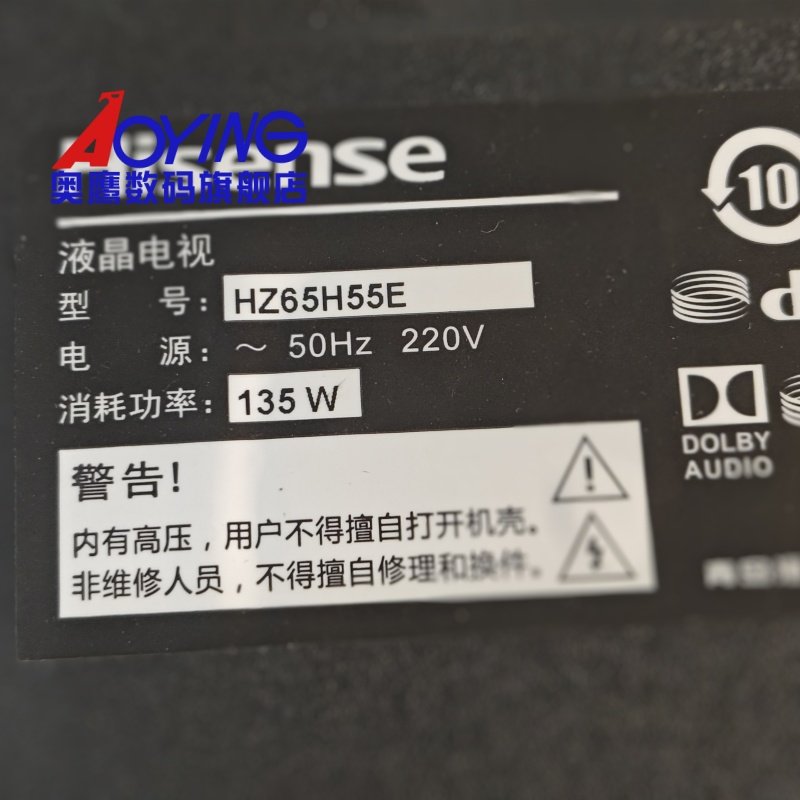 AOYING
奥鹰数码旗舰店
Hisense
10
液晶电视
型 号: HZ65H55E
电 源: ～ 50Hz 220V
消耗功率: 135 W
DOLBY
AUDIO
警告!
内有高压，用户不得擅自打开机壳。
非维修人员，不得擅自修理和换件。